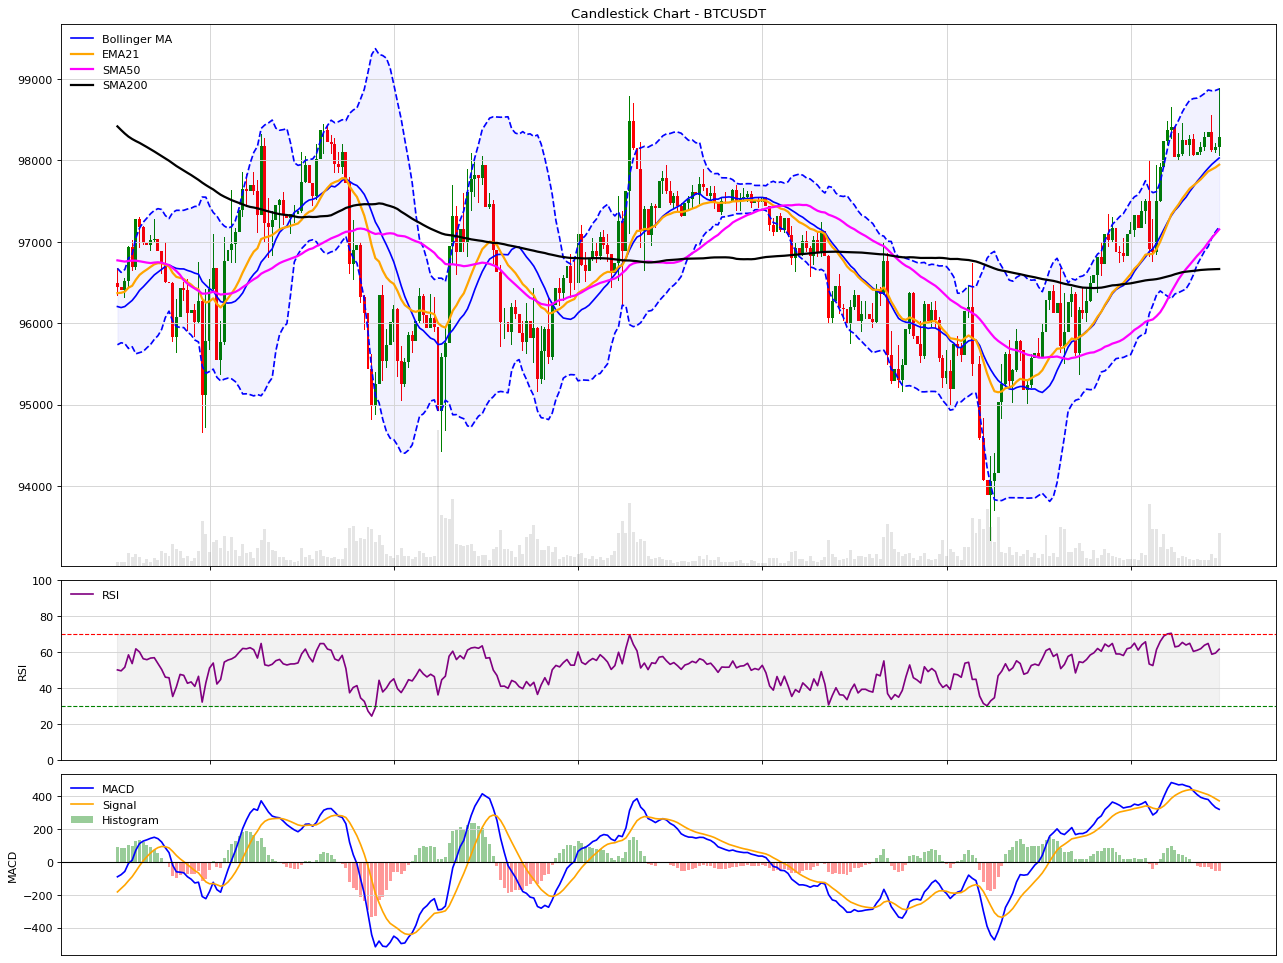 Candlestick Chart - BTCUSDT
Bollinger MA
EMA21
SMA50
SMA200
99000
98000
97000
96000
95000
94000
100
80
60
40
20
0
RSI
RSI
400
200
0
−200
−400
MACD
MACD
Signal
Histogram